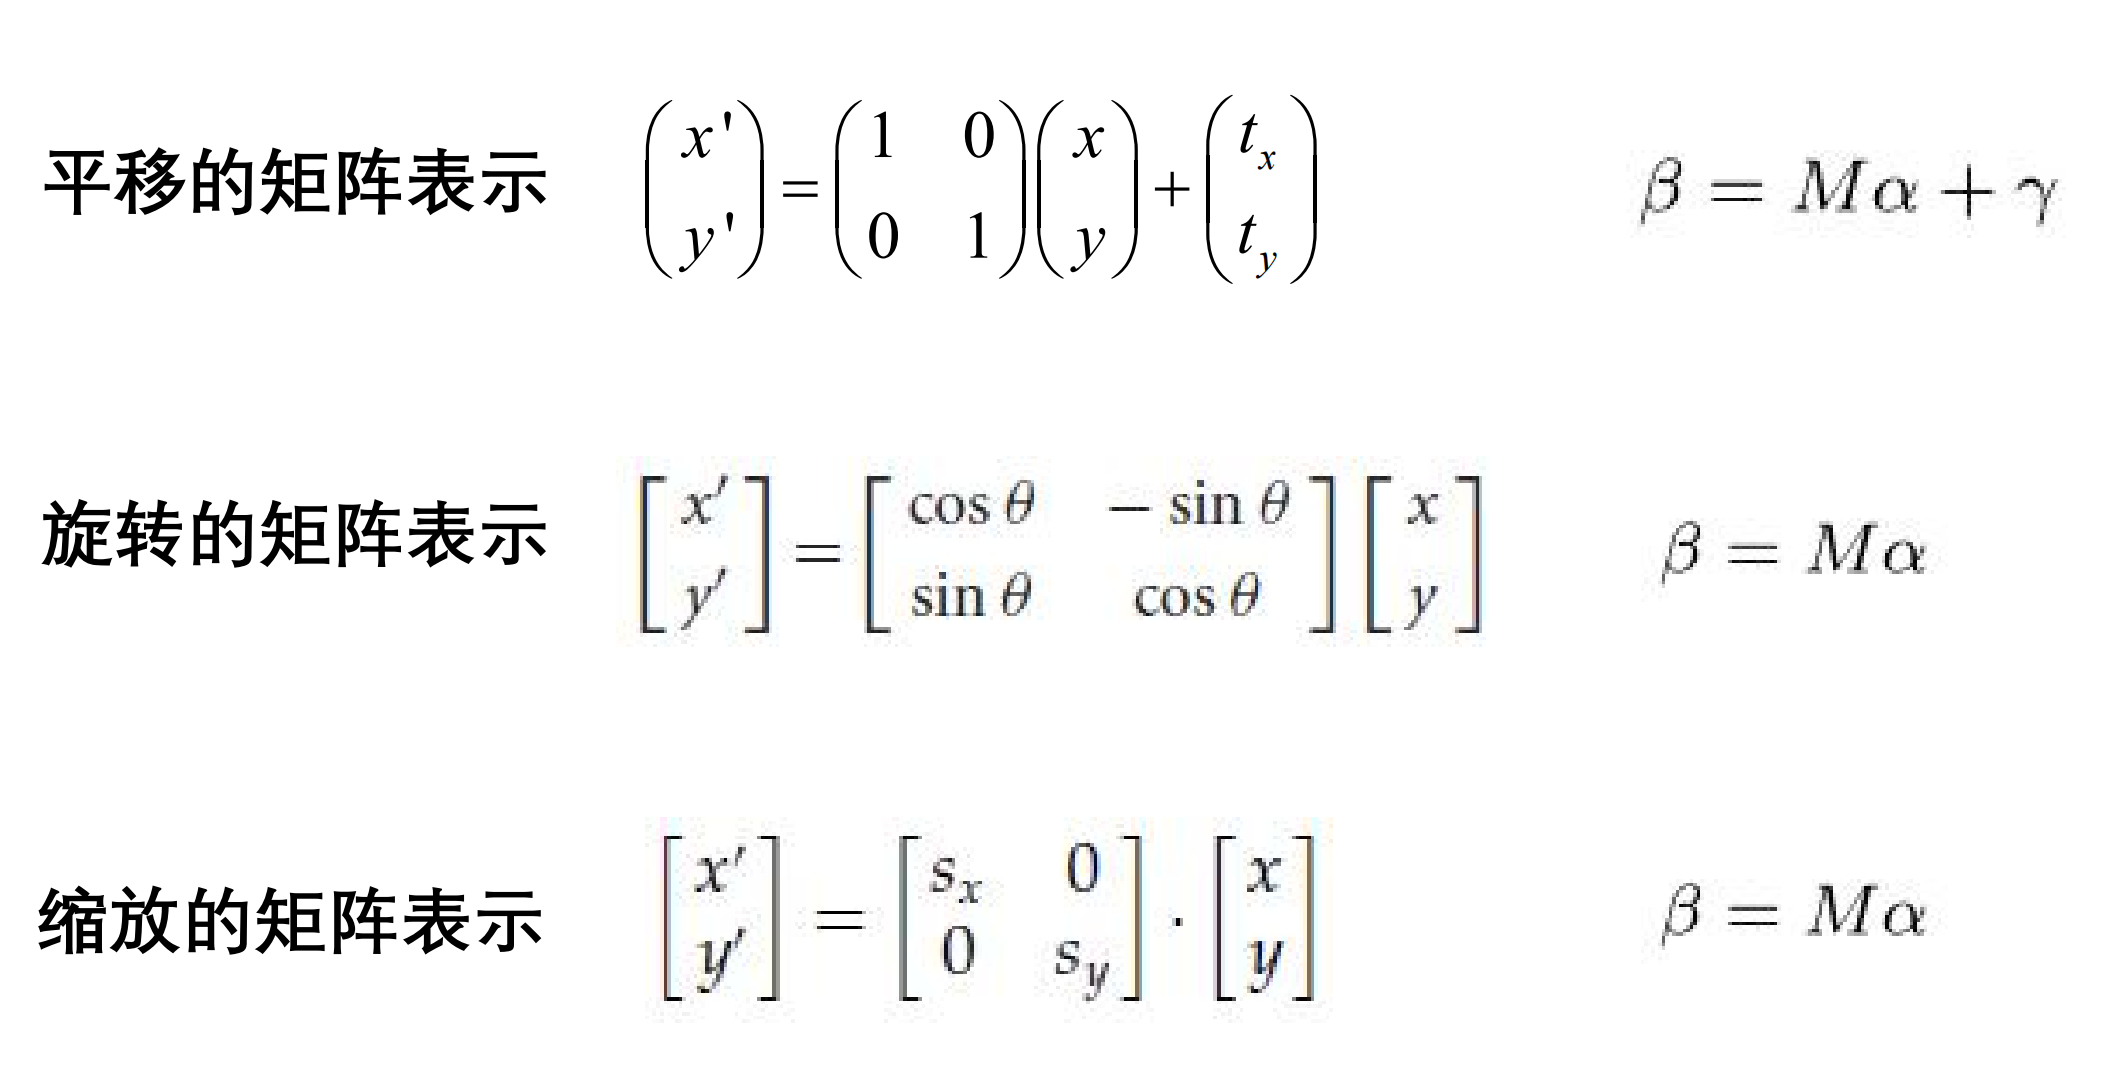 平移的矩阵表示 (x' y') = (1 0 0 1)(x y) + (t_x t_y) β = Mα + γ
旋转的矩阵表示 [x′ y′] = [cos θ − sin θ sin θ cos θ][x y] β = Mα
缩放的矩阵表示 [x′ y′] = [s_x 0 0 s_y] · [x y] β = Mα